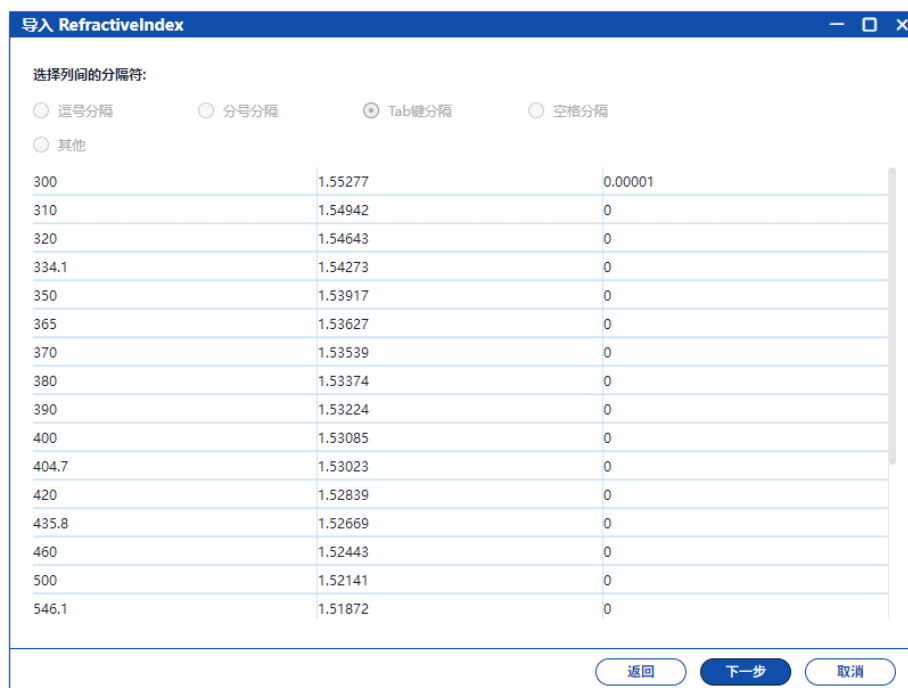 导入 RefractiveIndex
选择列间的分隔符:
逗号分隔 分号分隔 Tab键分隔 空格分隔
其他
300 1.55277 0.00001
310 1.54942 0
320 1.54643 0
334.1 1.54273 0
350 1.53917 0
365 1.53627 0
370 1.53539 0
380 1.53374 0
390 1.53224 0
400 1.53085 0
404.7 1.53023 0
420 1.52839 0
435.8 1.52669 0
460 1.52443 0
500 1.52141 0
546.1 1.51872 0
返回 下一步 取消